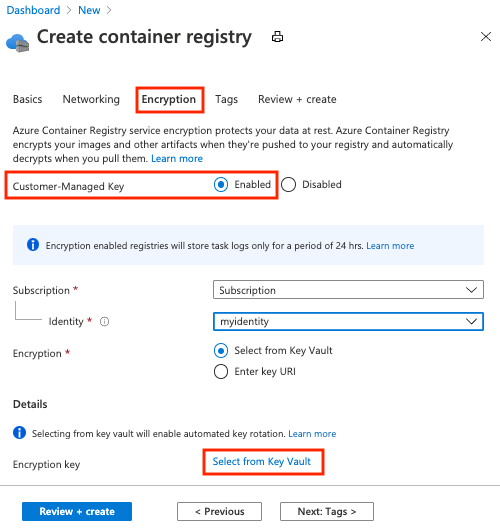 Dashboard > New >
Create container registry
Basics Networking Encryption Tags Review + create
Azure Container Registry service encryption protects your data at rest. Azure Container Registry
encrypts your images and other artifacts when they're pushed to your registry and automatically
decrypts when you pull them. Learn more
Customer-Managed Key Enabled Disabled
Encryption enabled registries will store task logs only for a period of 24 hrs. Learn more
Subscription * Subscription
Identity * myidentity
Encryption * Select from Key Vault
Enter key URI
Details
Selecting from key vault will enable automated key rotation. Learn more
Encryption key Select from Key Vault
Review + create < Previous Next: Tags >